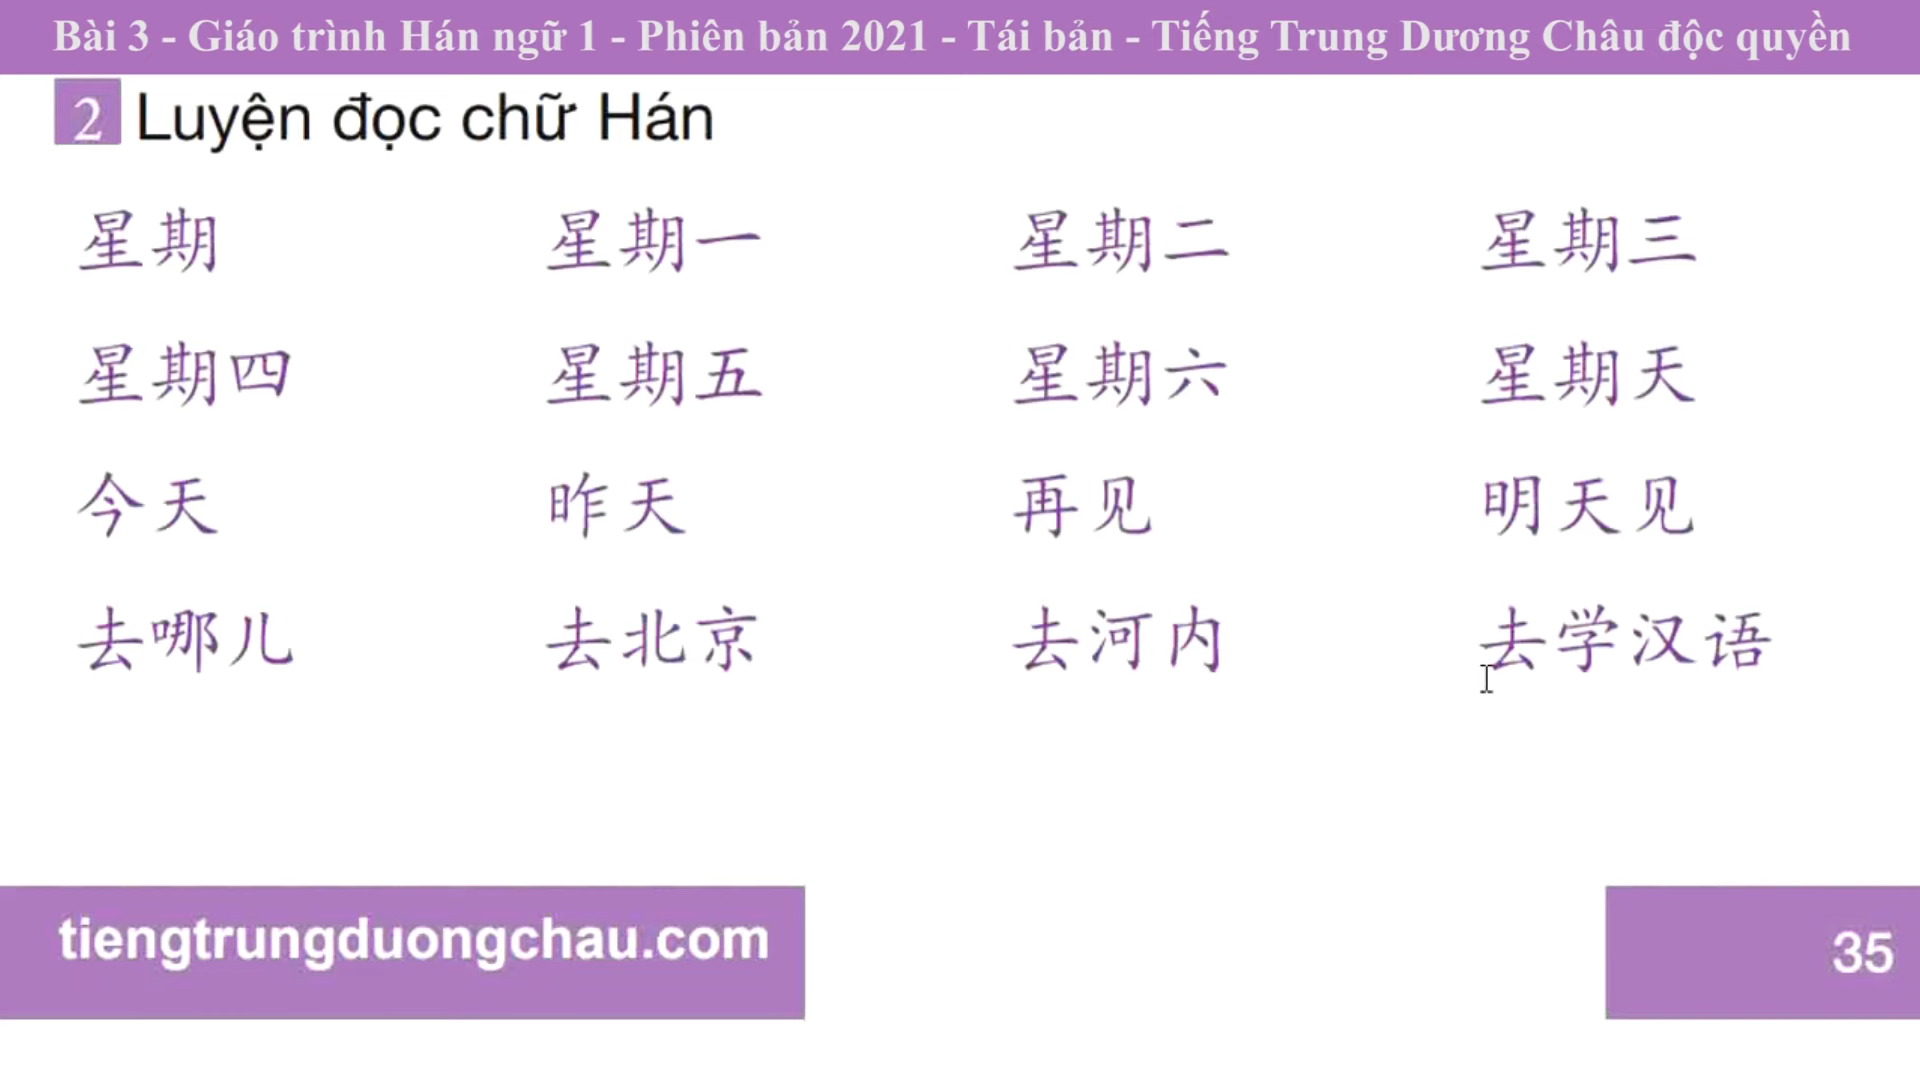 Bài 3 - Giáo trình Hán ngữ 1 - Phiên bản 2021 - Tái bản - Tiếng Trung Dương Châu độc quyền
2 Luyện đọc chữ Hán
星期 星期一 星期二 星期三
星期四 星期五 星期六 星期天
今天 昨天 再见 明天见
去哪儿 去北京 去河内 去学汉语
tiengtrungduongchau.com 35